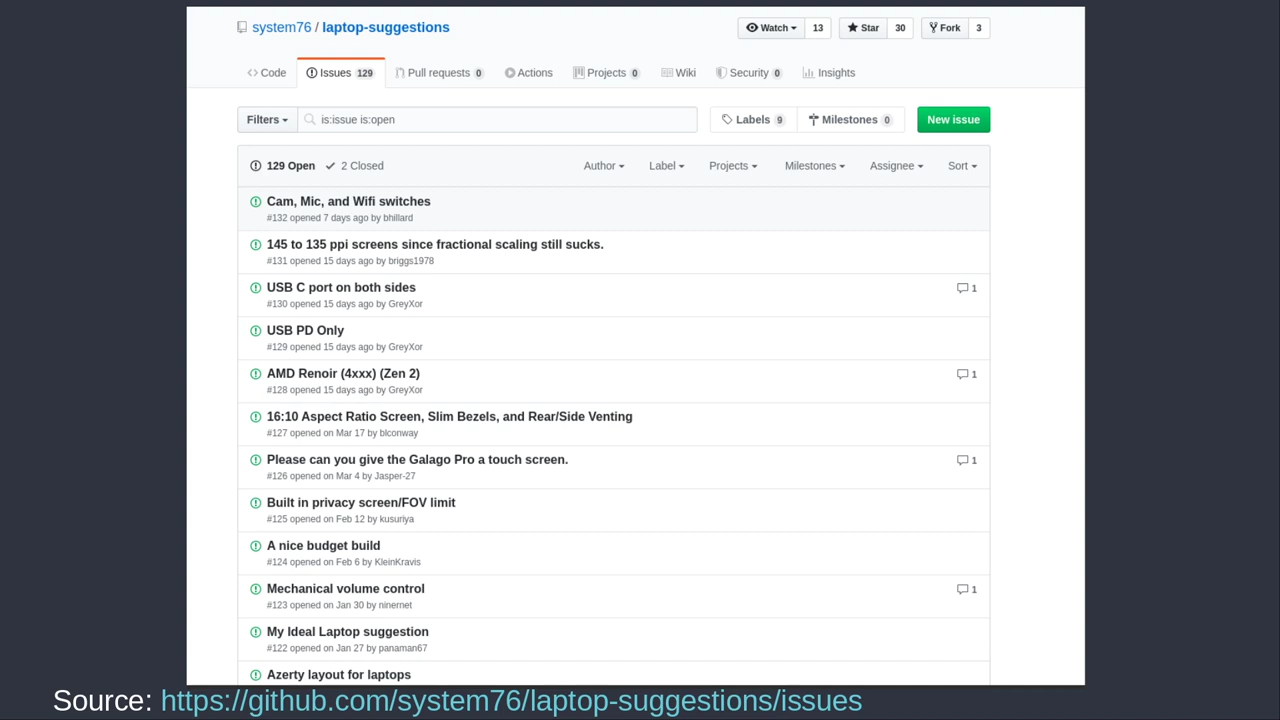 system76 / laptop-suggestions
Watch 13 Star 30 Fork 3
Code Issues 129 Pull requests 0 Actions Projects 0 Wiki Security 0 Insights
Filters is:issue is:open Labels 9 Milestones 0 New issue
129 Open 2 Closed Author Label Projects Milestones Assignee Sort
Cam, Mic, and Wifi switches
#132 opened 7 days ago by bhillard
145 to 135 ppi screens since fractional scaling still sucks.
#131 opened 15 days ago by briggs1978
USB C port on both sides 1
#130 opened 15 days ago by GreyXor
USB PD Only
#129 opened 15 days ago by GreyXor
AMD Renoir (4xxx) (Zen 2) 1
#128 opened 15 days ago by GreyXor
16:10 Aspect Ratio Screen, Slim Bezels, and Rear/Side Venting
#127 opened on Mar 17 by blconway
Please can you give the Galago Pro a touch screen. 1
#126 opened on Mar 4 by Jasper-27
Built in privacy screen/FOV limit
#125 opened on Feb 12 by kusuriya
A nice budget build
#124 opened on Feb 6 by KleinKravis
Mechanical volume control 1
#123 opened on Jan 30 by ninernet
My Ideal Laptop suggestion
#122 opened on Jan 27 by panaman67
Azerty layout for laptops
Source: https://github.com/system76/laptop-suggestions/issues